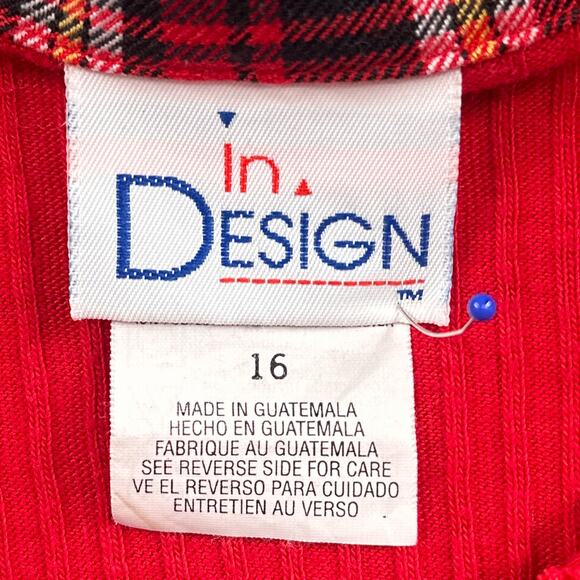 in
DESIGN
TM
16
MADE IN GUATEMALA
HECHO EN GUATEMALA
FABRIQUE AU GUATEMALA
SEE REVERSE SIDE FOR CARE
VE EL REVERSO PARA CUIDADO
ENTRETIEN AU VERSO